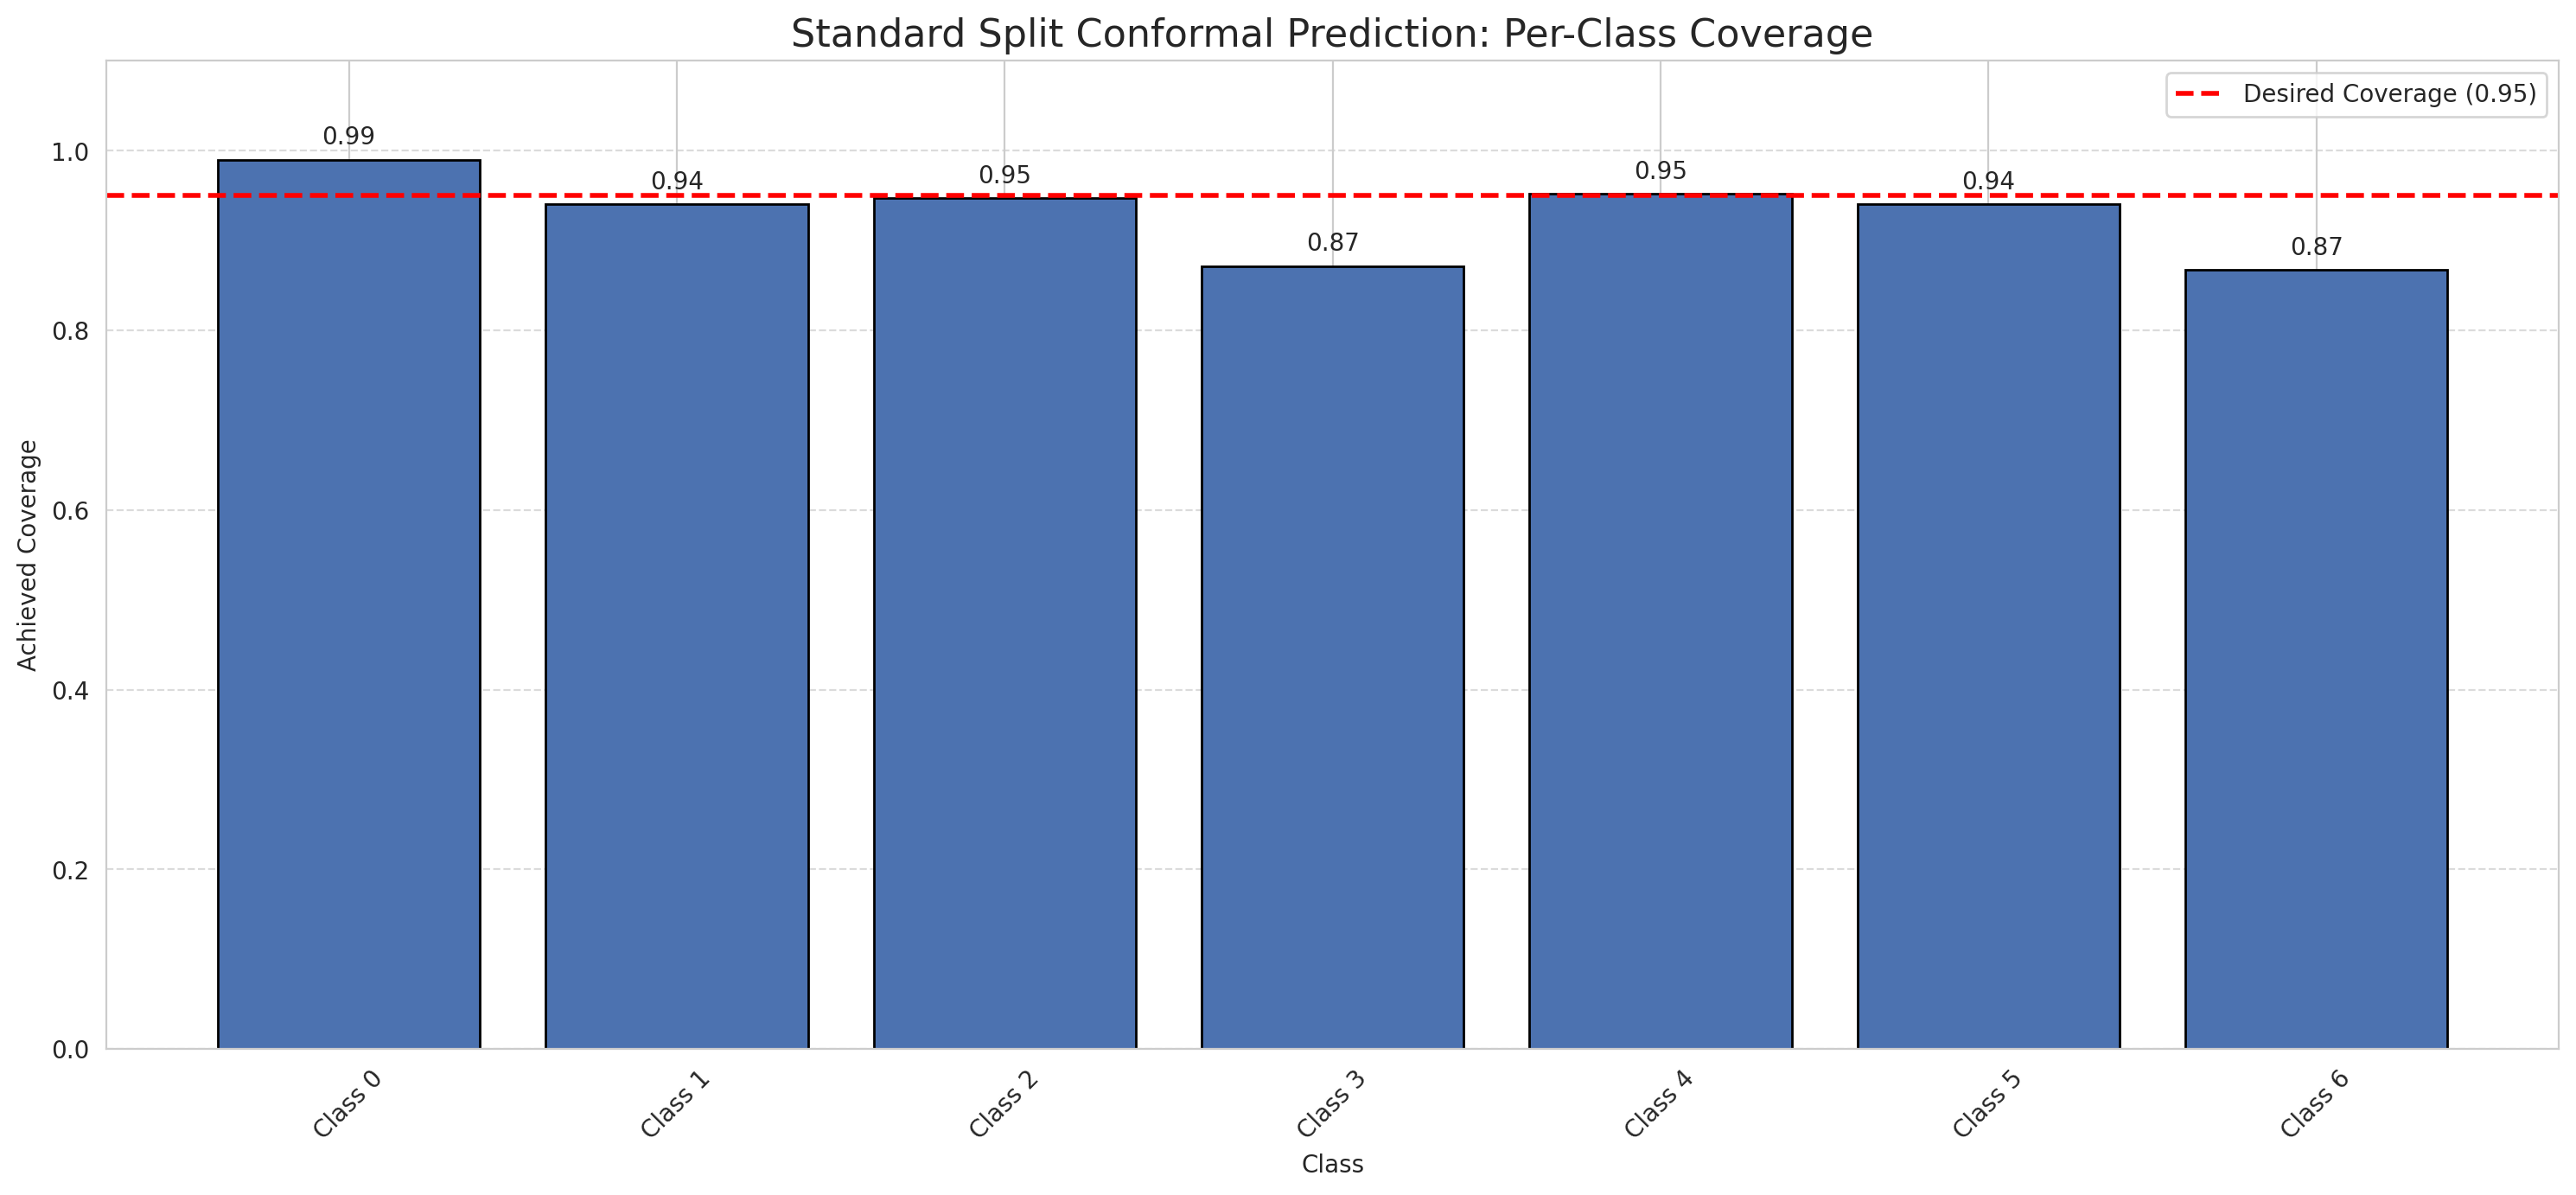 Standard Split Conformal Prediction: Per-Class Coverage
Desired Coverage (0.95)
0.99
0.94
0.95
0.87
0.95
0.94
0.87
1.0
0.8
0.6
0.4
0.2
0.0
Achieved Coverage
Class 0
Class 1
Class 2
Class 3
Class 4
Class 5
Class 6
Class